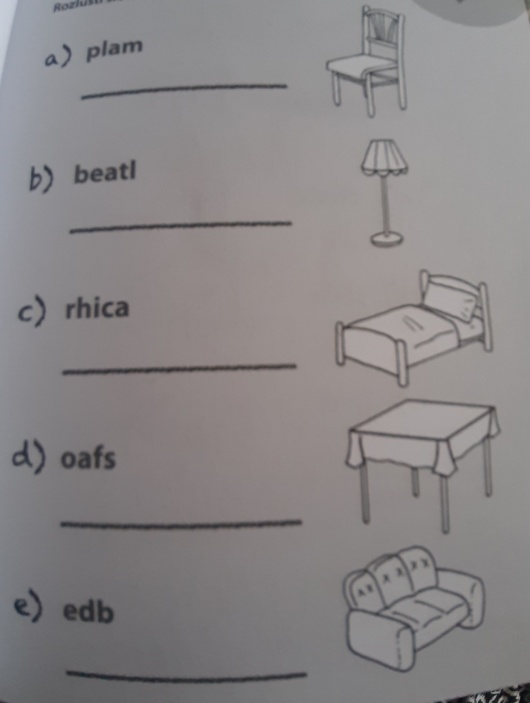 a) plam
b) beatl
c) rhica
d) oafs
e) edb